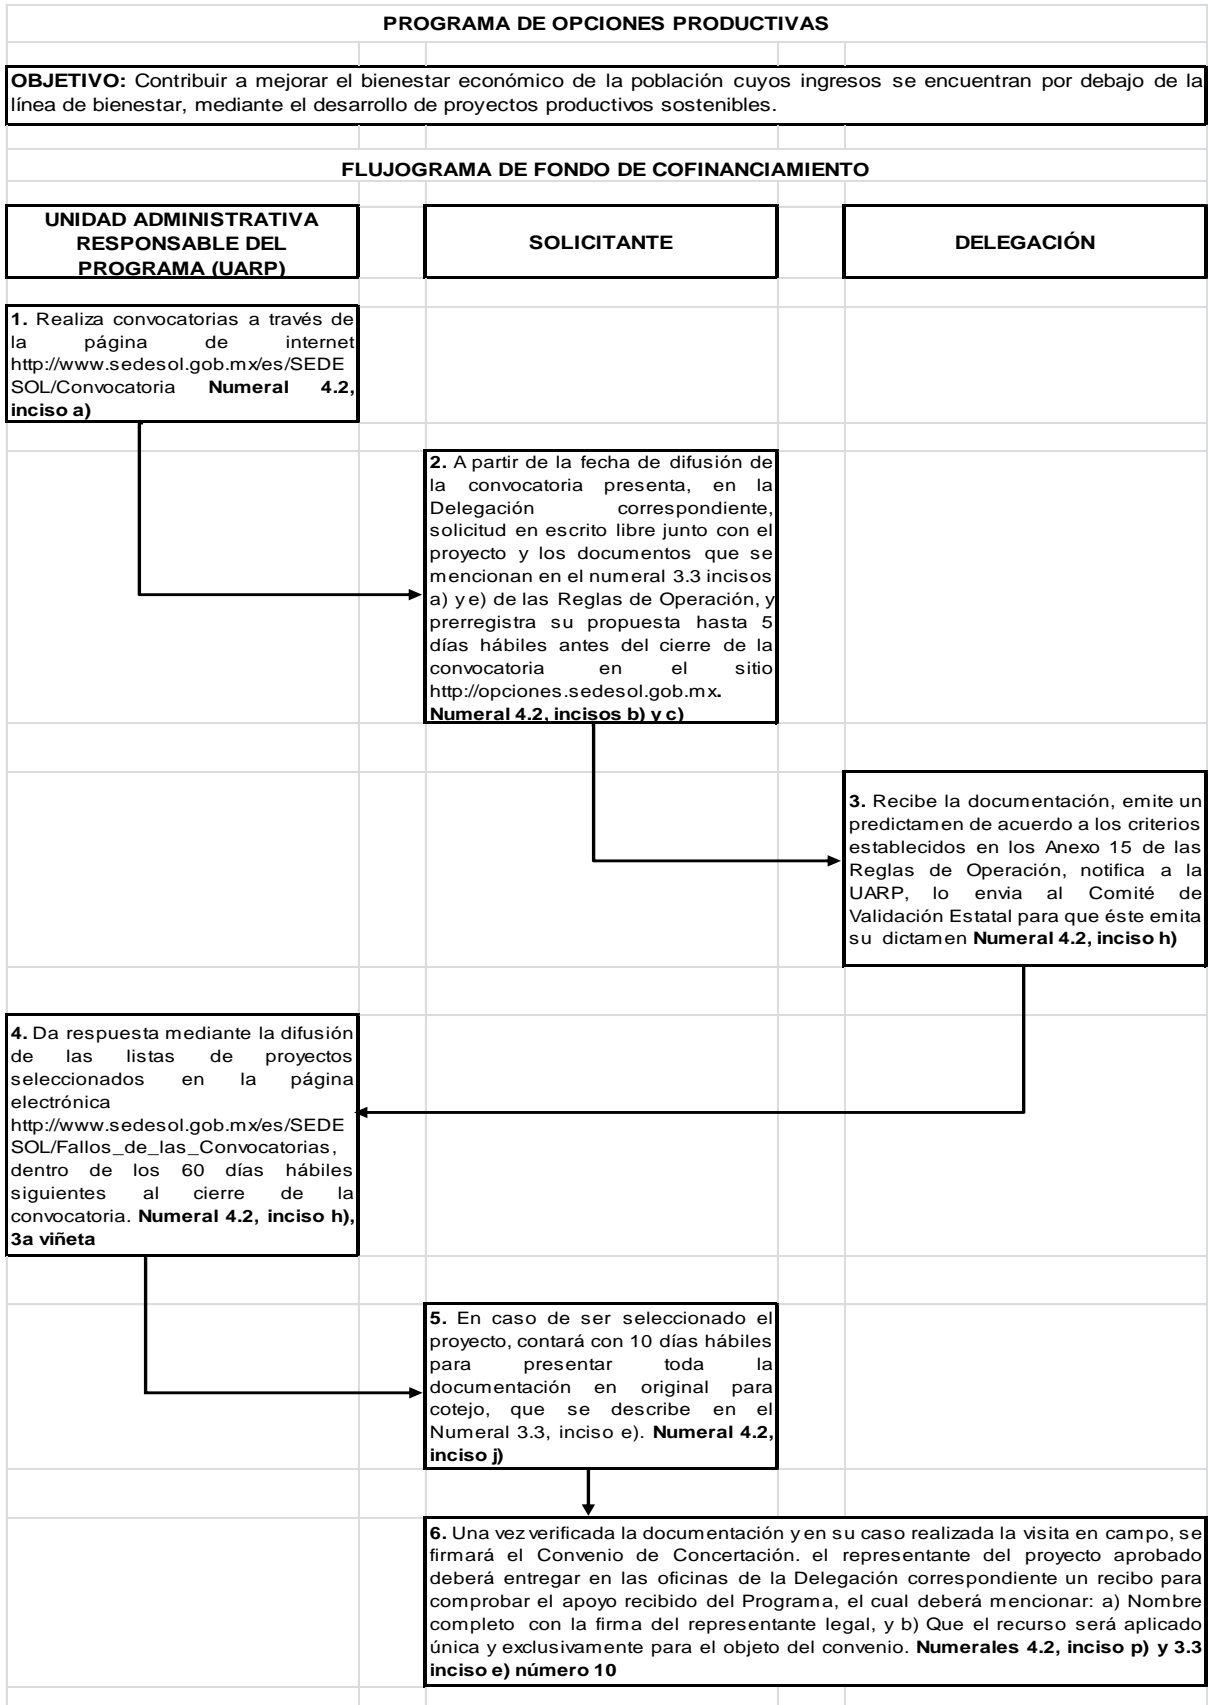 PROGRAMA DE OPCIONES PRODUCTIVAS
OBJETIVO: Contribuir a mejorar el bienestar económico de la población cuyos ingresos se encuentran por debajo de la
línea de bienestar, mediante el desarrollo de proyectos productivos sostenibles.
FLUJOGRAMA DE FONDO DE COFINANCIAMIENTO
UNIDAD ADMINISTRATIVA
RESPONSABLE DEL
PROGRAMA (UARP)
SOLICITANTE
DELEGACIÓN
1. Realiza convocatorias a través de
la página de internet
http://www.sedesol.gob.mx/es/SEDE
SOL/Convocatoria Numeral 4.2,
inciso a)
2. A partir de la fecha de difusión de
la convocatoria presenta, en la
Delegación correspondiente,
solicitud en escrito libre junto con el
proyecto y los documentos que se
mencionan en el numeral 3.3 incisos
a) y e) de las Reglas de Operación, y
prerregistra su propuesta hasta 5
días hábiles antes del cierre de la
convocatoria en el sitio
http://opciones.sedesol.gob.mx.
Numeral 4.2, incisos b) y c)
3. Recibe la documentación, emite un
predictamen de acuerdo a los criterios
establecidos en los Anexo 15 de las
Reglas de Operación, notifica a la
UARP, lo envia al Comité de
Validación Estatal para que éste emita
su dictamen Numeral 4.2, inciso h)
4. Da respuesta mediante la difusión
de las listas de proyectos
seleccionados en la página
electrónica
http://www.sedesol.gob.mx/es/SEDE
SOL/Fallos_de_las_Convocatorias,
dentro de los 60 días hábiles
siguientes al cierre de la
convocatoria. Numeral 4.2, inciso h),
3a viñeta
5. En caso de ser seleccionado el
proyecto, contará con 10 días hábiles
para presentar toda la
documentación en original para
cotejo, que se describe en el
Numeral 3.3, inciso e). Numeral 4.2,
inciso j)
6. Una vez verificada la documentación y en su caso realizada la visita en campo, se
firmará el Convenio de Concertación. el representante del proyecto aprobado
deberá entregar en las oficinas de la Delegación correspondiente un recibo para
comprobar el apoyo recibido del Programa, el cual deberá mencionar: a) Nombre
completo con la firma del representante legal, y b) Que el recurso será aplicado
única y exclusivamente para el objeto del convenio. Numerales 4.2, inciso p) y 3.3
inciso e) número 10